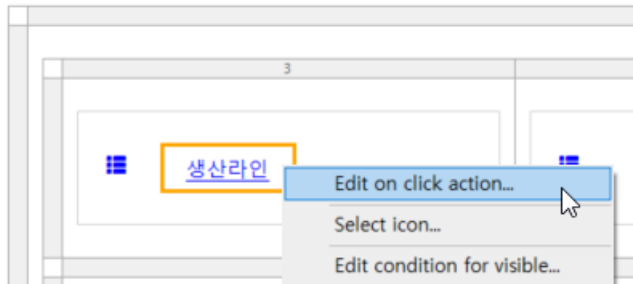 3
생산라인
Edit on click action...
Select icon...
Edit condition for visible...